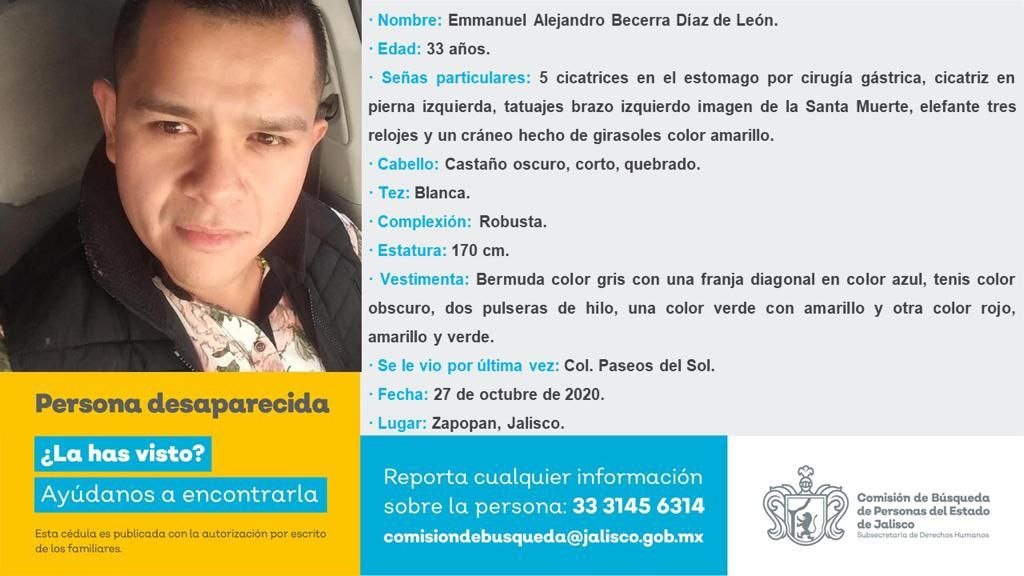 · Nombre: Emmanuel Alejandro Becerra Díaz de León.
· Edad: 33 años.
· Señas particulares: 5 cicatrices en el estomago por cirugía gástrica, cicatriz en
pierna izquierda, tatuajes brazo izquierdo imagen de la Santa Muerte, elefante tres
relojes y un cráneo hecho de girasoles color amarillo.
· Cabello: Castaño oscuro, corto, quebrado.
· Tez: Blanca.
· Complexión: Robusta.
· Estatura: 170 cm.
· Vestimenta: Bermuda color gris con una franja diagonal en color azul, tenis color
obscuro, dos pulseras de hilo, una color verde con amarillo y otra color rojo,
amarillo y verde.
· Se le vio por última vez: Col. Paseos del Sol.
· Fecha: 27 de octubre de 2020.
· Lugar: Zapopan, Jalisco.
Persona desaparecida
¿La has visto?
Ayúdanos a encontrarla
Esta cédula es publicada con la autorización por escrito
de los familiares.
Reporta cualquier información
sobre la persona: 33 3145 6314
comisiondebusqueda@jalisco.gob.mx
Comisión de Búsqueda
de Personas del Estado
de Jalisco
Subsecretaría de Derechos Humanos